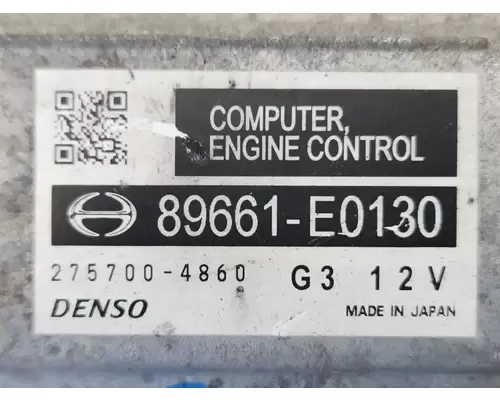 COMPUTER,
ENGINE CONTROL
89661-E0130
275700-4860 G3 12V
DENSO MADE IN JAPAN